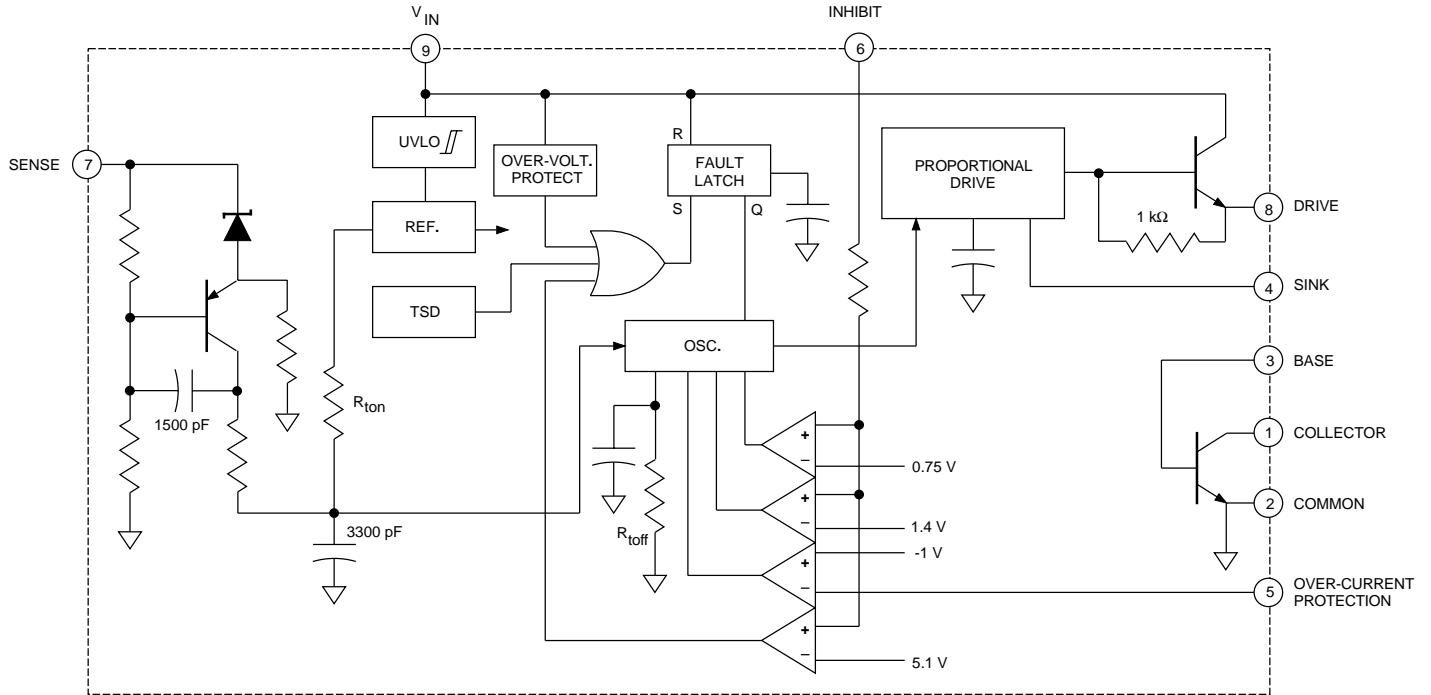 V IN
INHIBIT
9
6
SENSE
7
UVLO
OVER-VOLT.
PROTECT
R
FAULT
LATCH
S
Q
PROPORTIONAL
DRIVE
1 kΩ
8
DRIVE
REF.
TSD
4
SINK
OSC.
3
BASE
1500 pF
Rton
+
–
0.75 V
1
COLLECTOR
+
–
1.4 V
2
COMMON
3300 pF
Rtoff
-1 V
+
–
5
OVER-CURRENT
PROTECTION
+
–
5.1 V